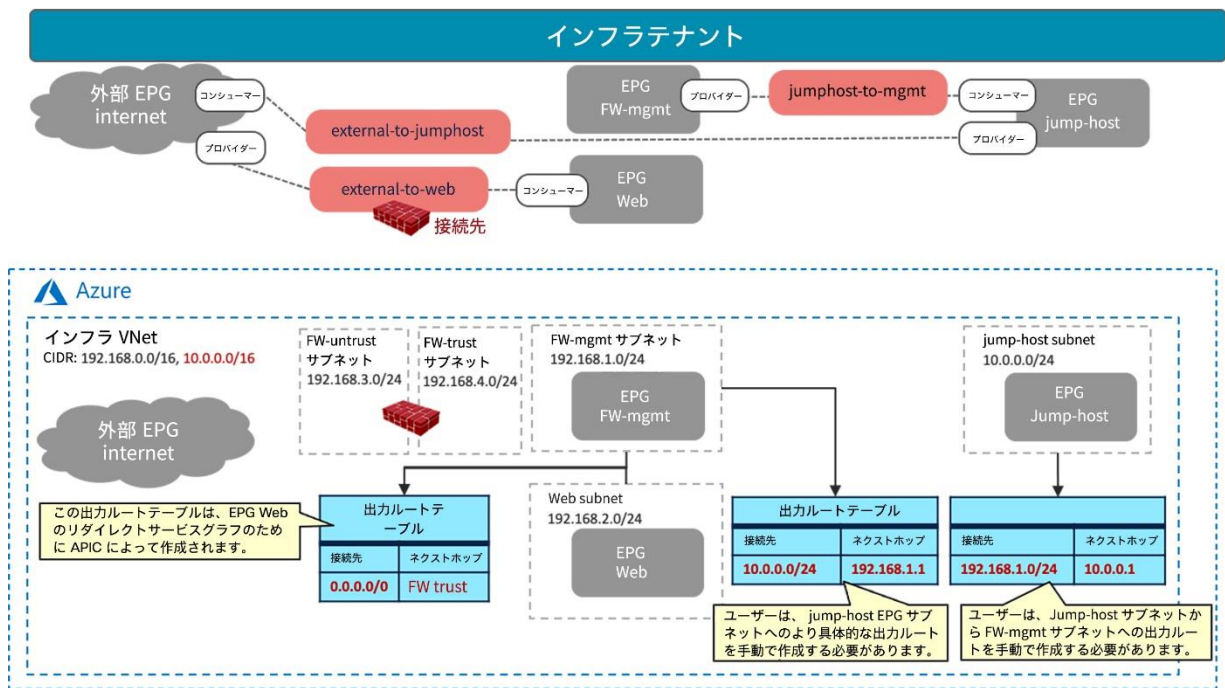 インフラテナント
外部 EPG
internet
コンシューマー
プロバイダー
external-to-jumphost
external-to-web
接続先
コンシューマー
EPG
Web
EPG
FW-mgmt
プロバイダー
jumphost-to-mgmt
コンシューマー
プロバイダー
EPG
jump-host
Azure
インフラ VNet
CIDR: 192.168.0.0/16, 10.0.0.0/16
外部 EPG
internet
FW-untrust
サブネット
192.168.3.0/24
FW-trust
サブネット
192.168.4.0/24
FW-mgmt サブネット
192.168.1.0/24
EPG
FW-mgmt
jump-host subnet
10.0.0.0/24
EPG
Jump-host
この出力ルートテーブルは、EPG Web
のリダイレクトサービスグラフのため
に APIC によって作成されます。
出力ルートテ
ーブル
接続先 ネクストホップ
0.0.0.0/0 FW trust
Web subnet
192.168.2.0/24
EPG
Web
出力ルートテーブル
接続先 ネクストホップ
10.0.0.0/24 192.168.1.1
接続先 ネクストホップ
192.168.1.0/24 10.0.0.1
ユーザーは、 jump-host EPG サブ
ネットへのより具体的な出力ルート
を手動で作成する必要があります。
ユーザーは、Jump-host サブネットか
ら FW-mgmt サブネットへの出力ルー
トを手動で作成する必要があります。